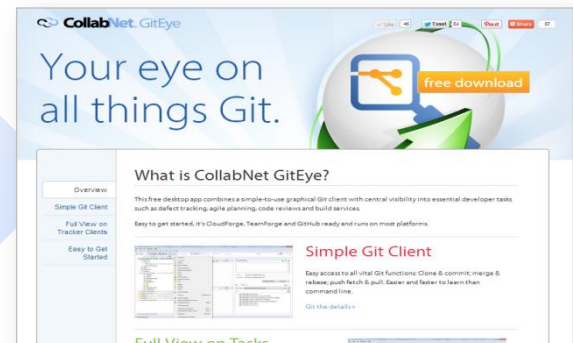 CollabNet. GitEye
Like 46 Tweet 84 Pin it Share 37
Your eye on
all things Git.
free download
What is CollabNet GitEye?
Overview
This free desktop app combines a simple-to-use graphical Git client with central visibility into essential developer tasks
such as defect tracking, agile planning, code reviews and build services.
Simple Git Client
Full View on
Tracker Clients
Easy to get started, it's CloudForge, TeamForge and GitHub ready and runs on most platforms.
Easy to Get
Started
Simple Git Client
Easy access to all vital Git functions: Clone & commit; merge &
rebase; push fetch & pull. Easier and faster to learn than
command line.
Git the details>
Full View on Tasks